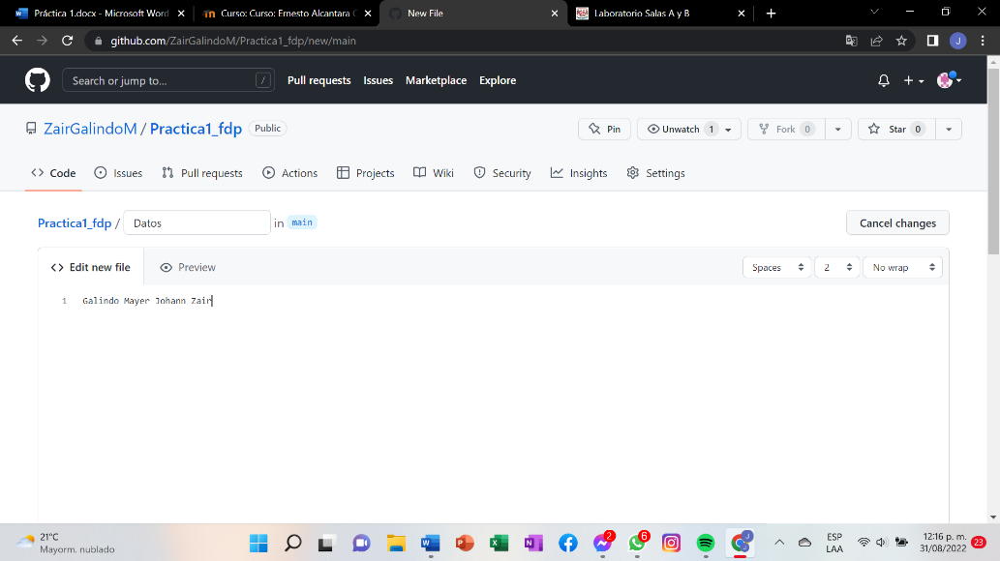 Práctica 1.docx - Microsoft Word
Curso: Curso: Ernesto Alcantara C
New File
Laboratorio Salas A y B
github.com/ZairGalindoM/Practica1_fdp/new/main
J
Search or jump to...
/
Pull requests
Issues
Marketplace
Explore
ZairGalindoM / Practica1_fdp
Public
Pin
Unwatch 1
Fork 0
Star 0
Code
Issues
Pull requests
Actions
Projects
Wiki
Security
Insights
Settings
Practica1_fdp / Datos in main
Cancel changes
Edit new file
Preview
Spaces
2
No wrap
1 Galindo Mayer Johann Zair
21°C
Mayorm. nublado
2
6
J
ESP
LAA
12:16 p. m.
31/08/2022
23